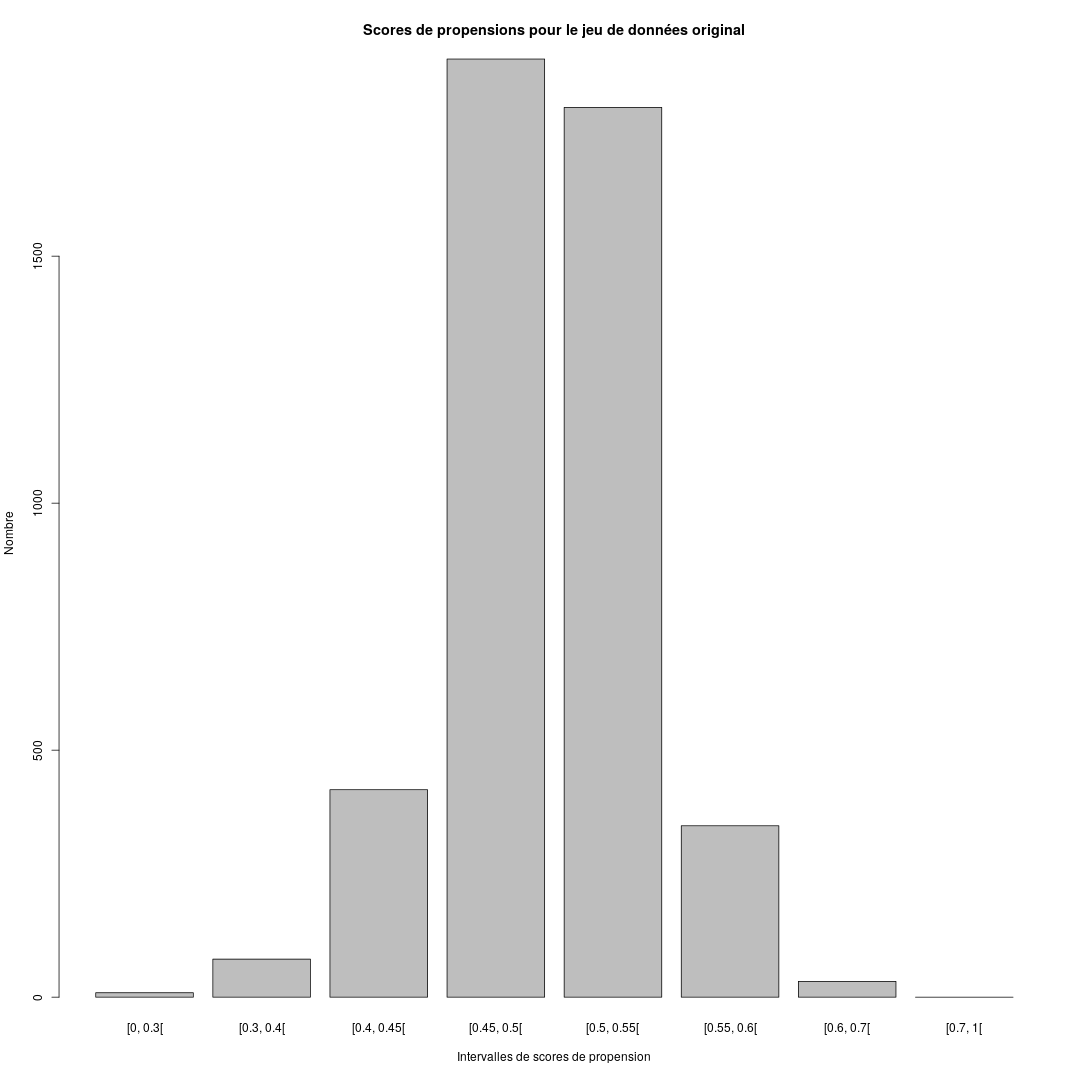 Scores de propensions pour le jeu de données original
1500
1000
500
0
Nombre
[0, 0.3[ [0.3, 0.4[ [0.4, 0.45[ [0.45, 0.5[ [0.5, 0.55[ [0.55, 0.6[ [0.6, 0.7[ [0.7, 1[
Intervalles de scores de propension